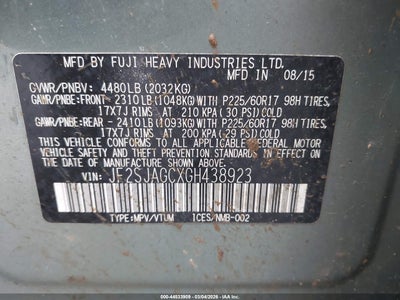 MFD BY FUJI HEAVY INDUSTRIES LTD.
MFD IN 08/15
GVWR/PNBV: 4480LB(2032KG)
GAWR/PNBE:FRONT 2310LB(1048KG)WITH P225/60R17 98H TIRES,
17X7J RIMS AT 210 KPA(30 PSI)COLD
GAWR/PNBE:REAR - 2410LB(1093KG)WITH P225/60R17 98H TIRES,
17X7J RIMS AT 200 KPA(29 PSI)COLD
THIS VEHICLE CONFORMS TO ALL APPLICABLE FEDERAL MOTOR
VEHICLE SAFETY AND THEFT PREVENTION STANDARDS IN
EFFECT ON THE DATE OF MANUFACTURE SHOWN ABOVE.
VIN: JF2SJAGCXGH438923
TYPE:MPV/VTUM ICES/NMB-002
000-44933909 - 03/04/2026 - iaai.com